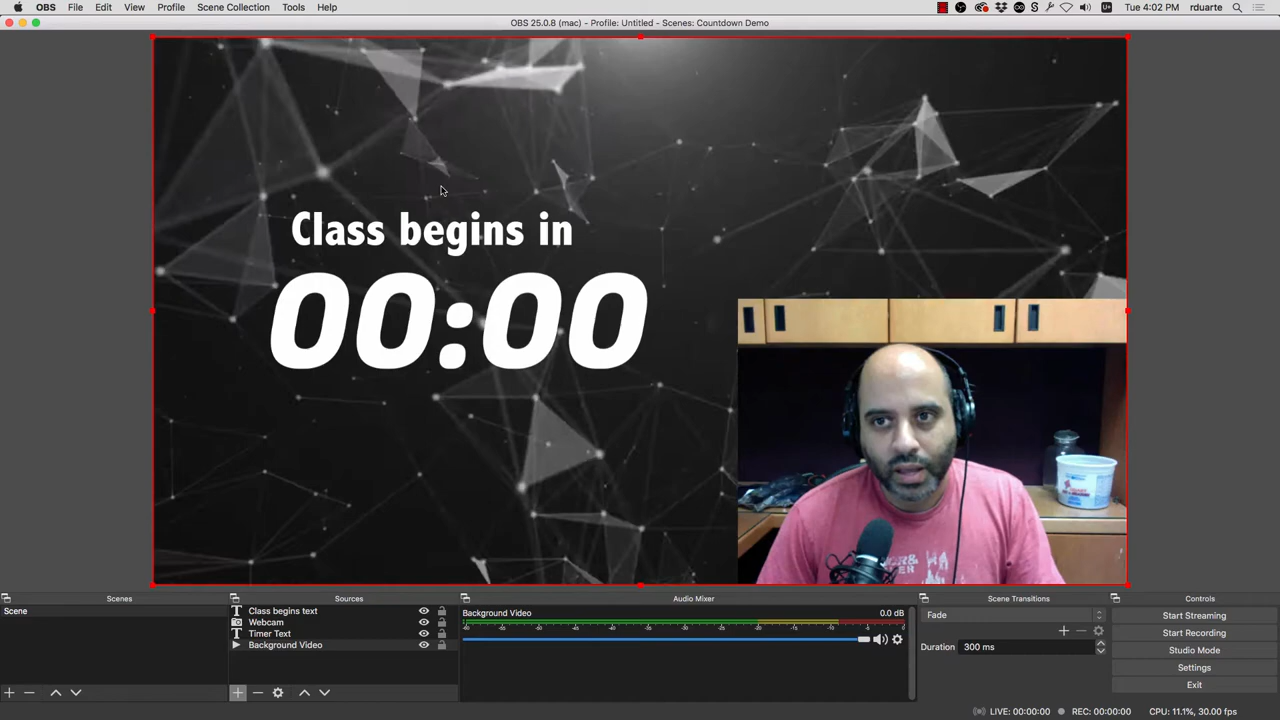 OBS File Edit View Profile Scene Collection Tools Help Tue 4:02 PM rduarte
OBS 25.0.8 (mac) - Profile: Untitled - Scenes: Countdown Demo
Class begins in
00:00
Scenes
Scene
Sources
Class begins text
Webcam
Timer Text
Background Video
Audio Mixer
Background Video 0.0 dB
Scene Transitions
Fade
Duration 300 ms
Controls
Start Streaming
Start Recording
Studio Mode
Settings
Exit
LIVE: 00:00:00 REC: 00:00:00 CPU: 11.1%, 30.00 fps